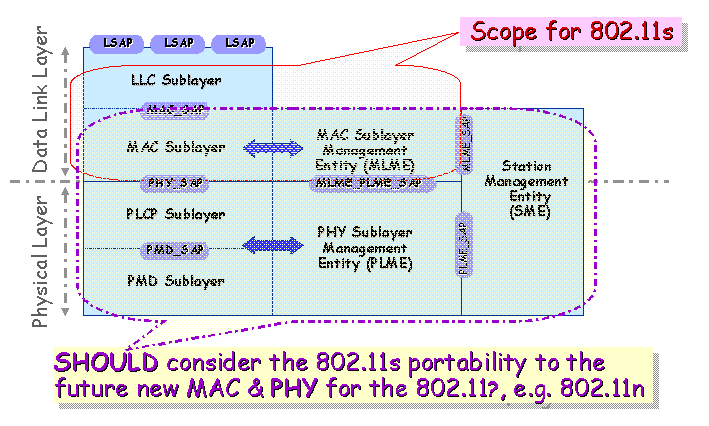 LSAP LSAP LSAP
Scope for 802.11s
Data Link Layer
LLC Sublayer
MAC_SAP
MAC Sublayer
MAC Sublayer
Management
Entity (MLME)
MLME_SAP
Station
Management
Entity
(SME)
PHY_SAP
MLME_PLME_SAP
Physical Layer
PLCP Sublayer
PHY Sublayer
Management
Entity (PLME)
PLME_SAP
PMD_SAP
PMD Sublayer
SHOULD consider the 802.11s portability to the
future new MAC & PHY for the 802.11?, e.g. 802.11n